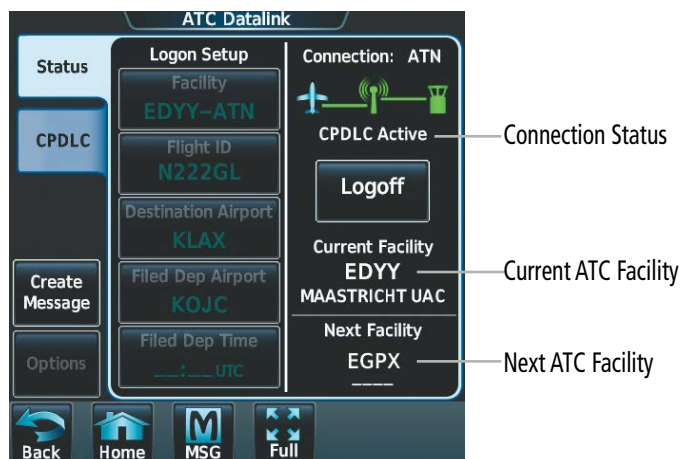 ATC Datalink
Status
CPDLC
Create
Message
Options
Logon Setup
Facility
EDYY-ATN
Flight ID
N222GL
Destination Airport
KLAX
Filed Dep Airport
KOJC
Filed Dep Time
__:__UTC
Connection: ATN
CPDLC Active
Logoff
Current Facility
EDYY
MAASTRICHT UAC
Next Facility
EGPX
____
Connection Status
Current ATC Facility
Next ATC Facility
Back
Home
MSG
Full